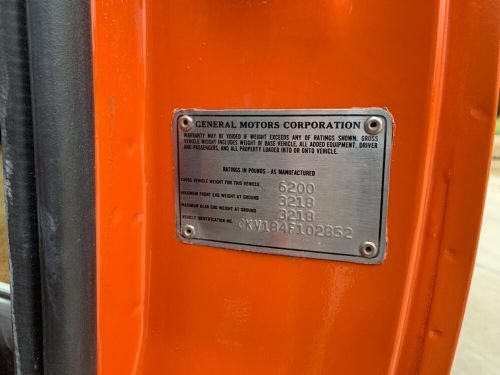 GENERAL MOTORS CORPORATION
WARRANTY MAY BE VOIDED IF WEIGHT EXCEEDS ANY OF RATINGS SHOWN. GROSS
VEHICLE WEIGHT INCLUDES WEIGHT OF BASE VEHICLE, ALL ADDED EQUIPMENT, DRIVER
AND PASSENGERS, AND ALL PROPERTY LOADED INTO OR ONTO VEHICLE.
RATINGS IN POUNDS - AS MANUFACTURED
GROSS VEHICLE WEIGHT FOR THIS VEHICLE 6200
MAXIMUM FRONT END WEIGHT AT GROUND 3218
MAXIMUM REAR END WEIGHT AT GROUND 3218
VEHICLE IDENTIFICATION NO. CKV184F102852